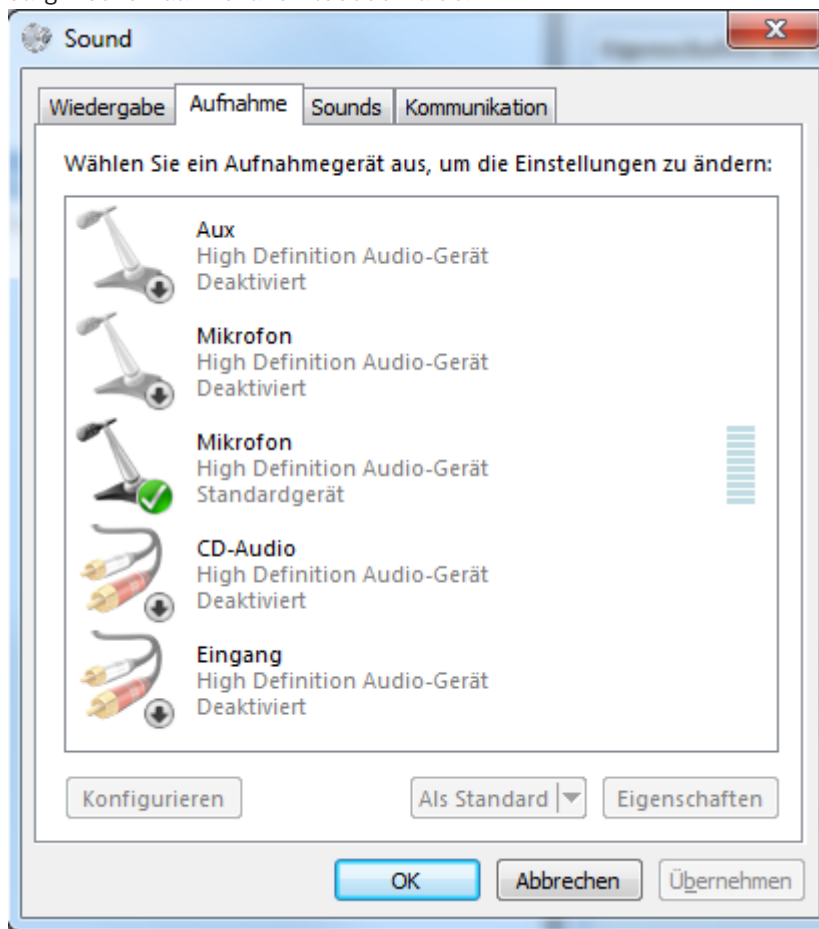 Sound
Wiedergabe Aufnahme Sounds Kommunikation
Wählen Sie ein Aufnahmegerät aus, um die Einstellungen zu ändern:
Aux
High Definition Audio-Gerät
Deaktiviert
Mikrofon
High Definition Audio-Gerät
Deaktiviert
Mikrofon
High Definition Audio-Gerät
Standardgerät
CD-Audio
High Definition Audio-Gerät
Deaktiviert
Eingang
High Definition Audio-Gerät
Deaktiviert
Konfigurieren Als Standard Eigenschaften
OK Abbrechen Übernehmen